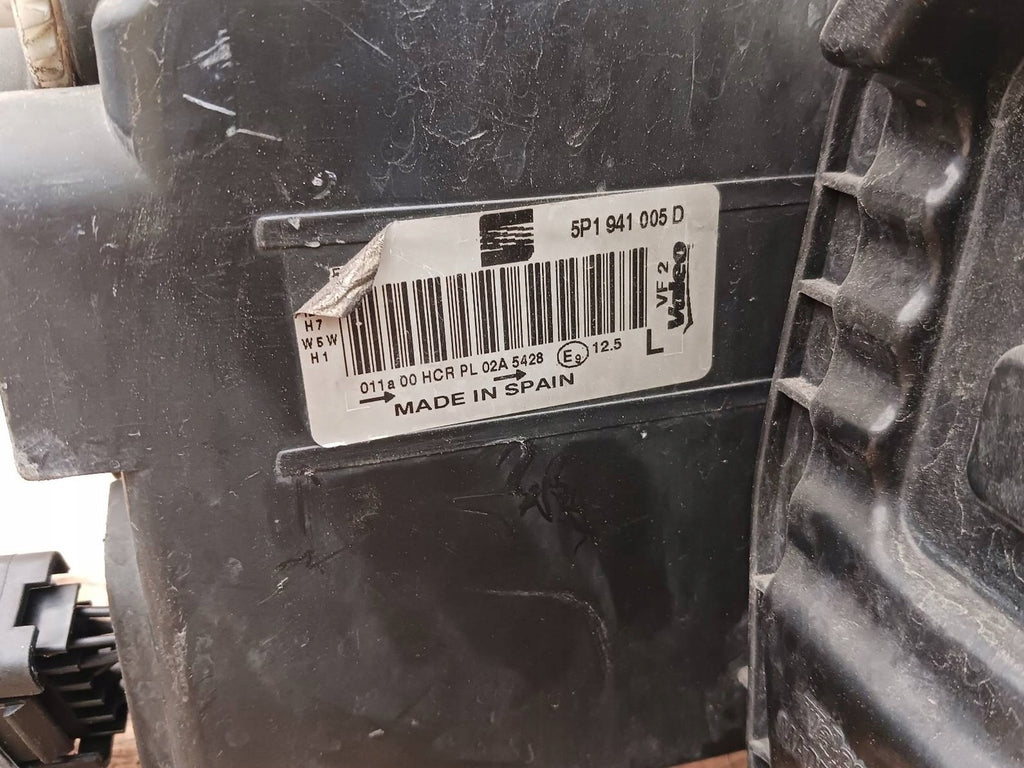 5P1 941 005 D
H7
W5W
H1
VF 2
Valeo
L
011a 00 HCR PL 02A 5428 E9 12.5
MADE IN SPAIN